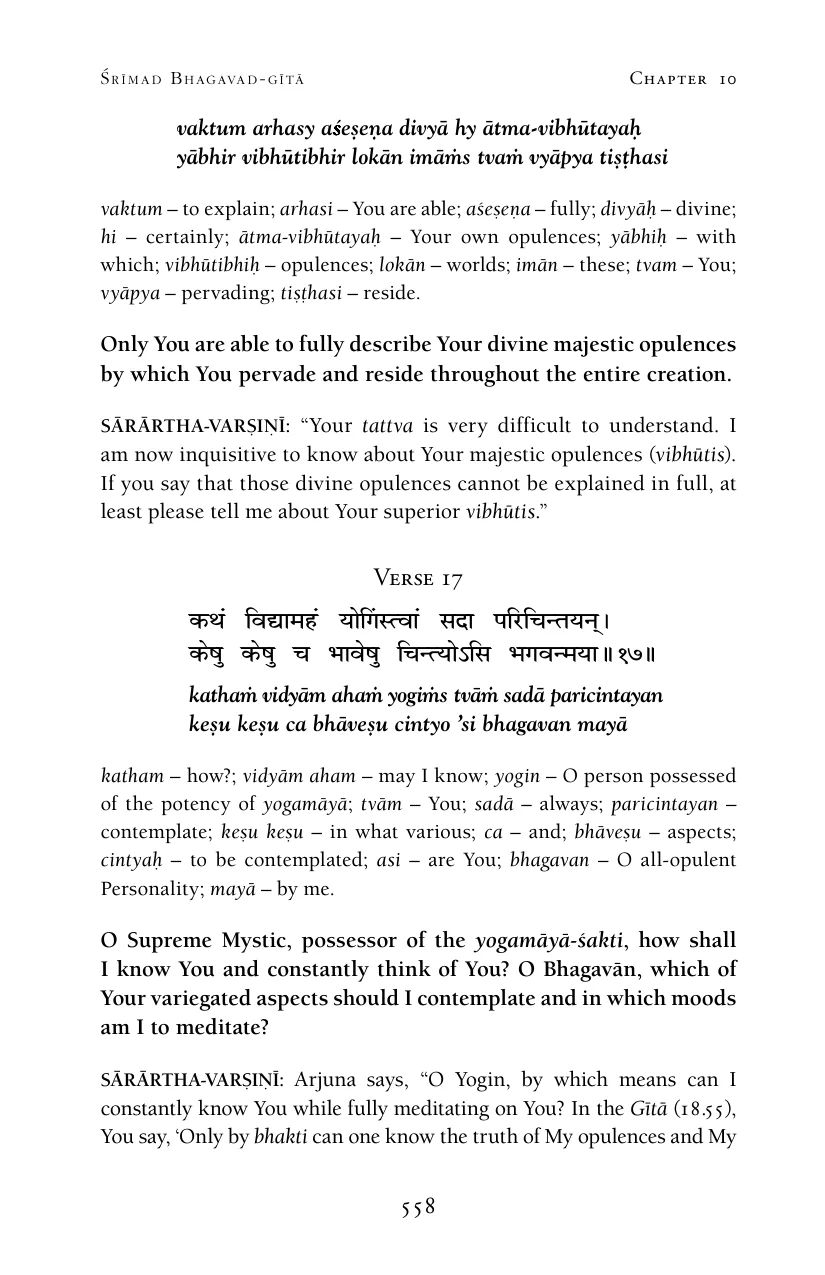 Śrīmad Bhagavad-gītā Chapter 10
vaktum arhasy aśeṣeṇa divyā hy ātma-vibhūtayaḥ
yābhir vibhūtibhir lokān imāṁs tvaṁ vyāpya tiṣṭhasi
vaktum – to explain; arhasi – You are able; aśeṣeṇa – fully; divyāḥ – divine;
hi – certainly; ātma-vibhūtayaḥ – Your own opulences; yābhiḥ – with
which; vibhūtibhiḥ – opulences; lokān – worlds; imān – these; tvam – You;
vyāpya – pervading; tiṣṭhasi – reside.
Only You are able to fully describe Your divine majestic opulences
by which You pervade and reside throughout the entire creation.
SĀRĀRTHA-VARṢIṆĪ: “Your tattva is very difficult to understand. I
am now inquisitive to know about Your majestic opulences (vibhūtis).
If you say that those divine opulences cannot be explained in full, at
least please tell me about Your superior vibhūtis.”
Verse 17
कथं विद्यामहं योगिंस्त्वां सदा परिचिन्तयन्।
केषु केषु च भावेषु चिन्त्योऽसि भगवन्मया॥१७॥
kathaṁ vidyām ahaṁ yogiṁs tvāṁ sadā paricintayan
keṣu keṣu ca bhāveṣu cintyo ’si bhagavan mayā
katham – how?; vidyām aham – may I know; yogin – O person possessed
of the potency of yogamāyā; tvām – You; sadā – always; paricintayan –
contemplate; keṣu keṣu – in what various; ca – and; bhāveṣu – aspects;
cintyaḥ – to be contemplated; asi – are You; bhagavan – O all-opulent
Personality; mayā – by me.
O Supreme Mystic, possessor of the yogamāyā-śakti, how shall
I know You and constantly think of You? O Bhagavān, which of
Your variegated aspects should I contemplate and in which moods
am I to meditate?
SĀRĀRTHA-VARṢIṆĪ: Arjuna says, “O Yogin, by which means can I
constantly know You while fully meditating on You? In the Gītā (18.55),
You say, ‘Only by bhakti can one know the truth of My opulences and My
558